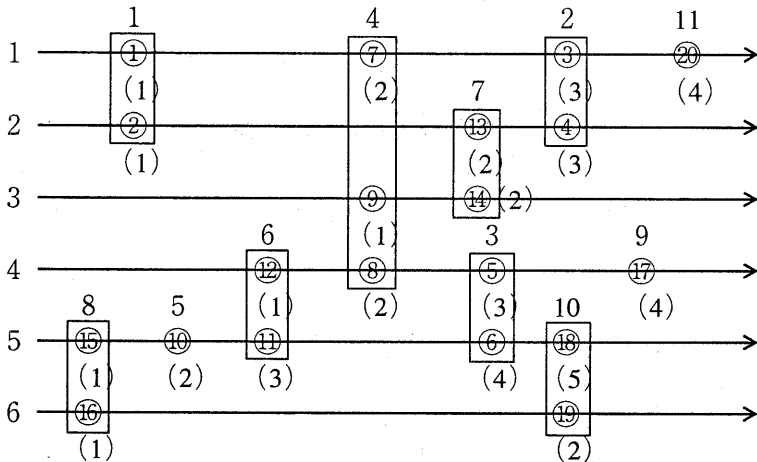 1 4 2 11
1 ① ⑦ ③ ⑳
(1) (2) 7 (3) (4)
2 ② ⑬ ④
(1) (2) (3)
3 ⑨ ⑭ (2)
6 (1) 3 9
4 ⑫ ⑧ ⑤ ⑰
8 5 (1) (2) (3) 10 (4)
5 ⑮ ⑩ ⑪ ⑥ ⑱
(1) (2) (3) (4) (5)
6 ⑯ ⑲
(1) (2)